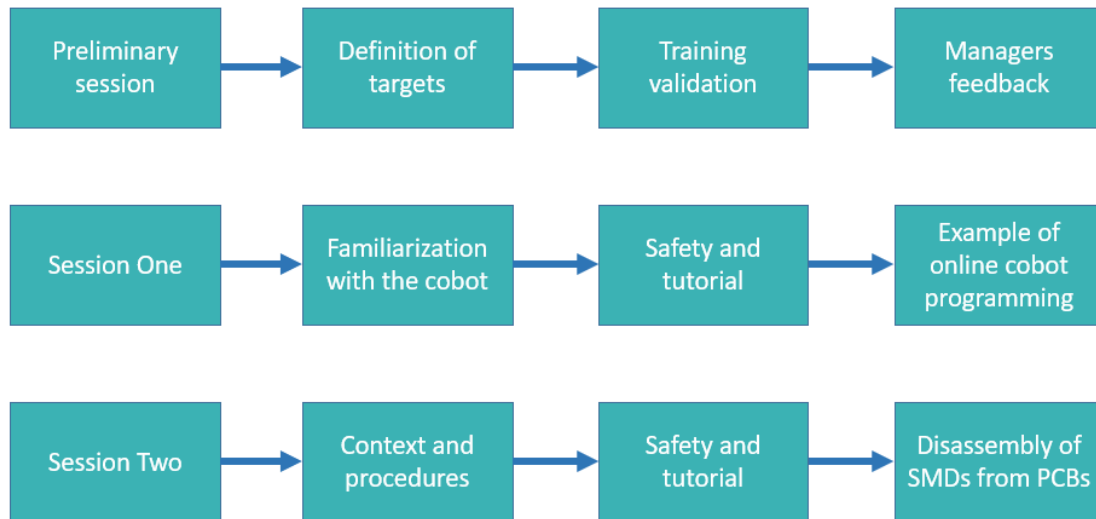 Preliminary
session
Definition of
targets
Training
validation
Managers
feedback
Session One
Familiarization
with the cobot
Safety and
tutorial
Example of
online cobot
programming
Session Two
Context and
procedures
Safety and
tutorial
Disassembly of
SMDs from PCBs